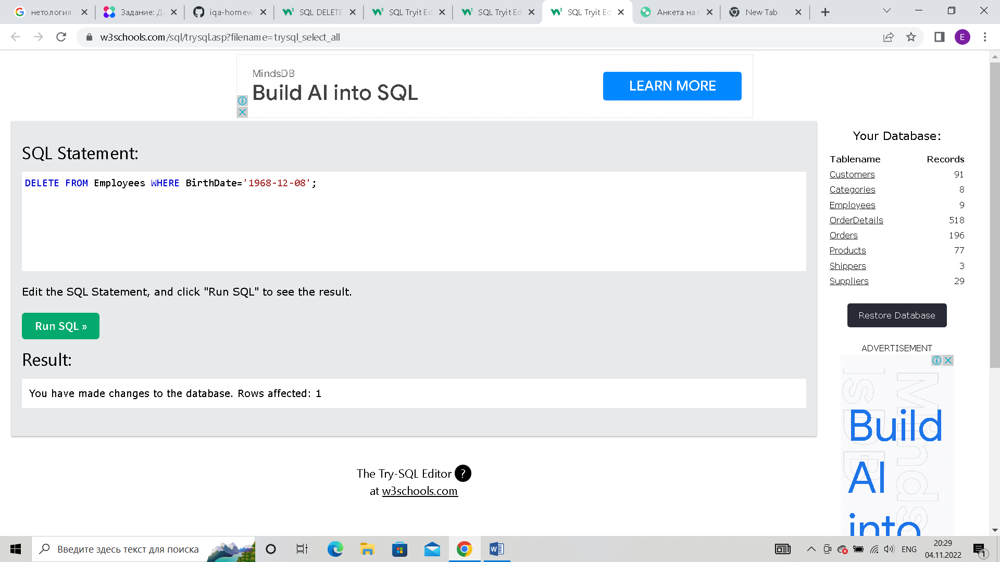 нетология
Задание: До
iqa-homew
SQL DELETE
SQL Tryit Ed
SQL Tryit Ed
SQL Tryit Ed
Анкета на п
New Tab
w3schools.com/sql/trysql.asp?filename=trysql_select_all
E
MindsDB
Build AI into SQL
LEARN MORE
SQL Statement:
DELETE FROM Employees WHERE BirthDate='1968-12-08';
Edit the SQL Statement, and click "Run SQL" to see the result.
Run SQL »
Result:
You have made changes to the database. Rows affected: 1
The Try-SQL Editor ?
at w3schools.com
Your Database:
Tablename Records
Customers 91
Categories 8
Employees 9
OrderDetails 518
Orders 196
Products 77
Shippers 3
Suppliers 29
Restore Database
ADVERTISEMENT
MindsDB
Build
AI
into
Введите здесь текст для поиска
ENG
20:29
04.11.2022
1